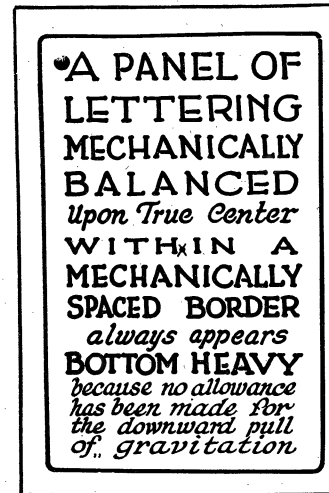 A PANEL OF
LETTERING
MECHANICALLY
BALANCED
Upon True Center
WITHxIN A
MECHANICALLY
SPACED BORDER
always appears
BOTTOM HEAVY
because no allowance
has been made for
the downward pull
of gravitation